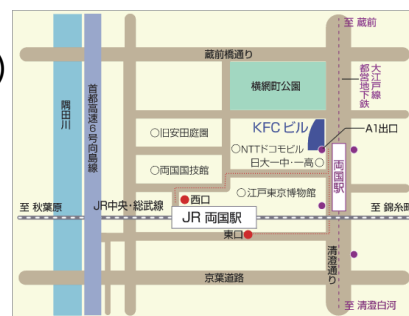 )
至 蔵前
蔵前橋通り
大江戸線
都営地下鉄
横網町公園
隅田川
首都高速6号向島線
KFC ビル
A1出口
○旧安田庭園
○NTTドコモビル
日大一中・一高○
○両国国技館
両国駅
○江戸東京博物館
西口
至 秋葉原
JR中央・総武線
JR 両国駅
至 錦糸町
東口
清澄通り
京葉道路
至 清澄白河